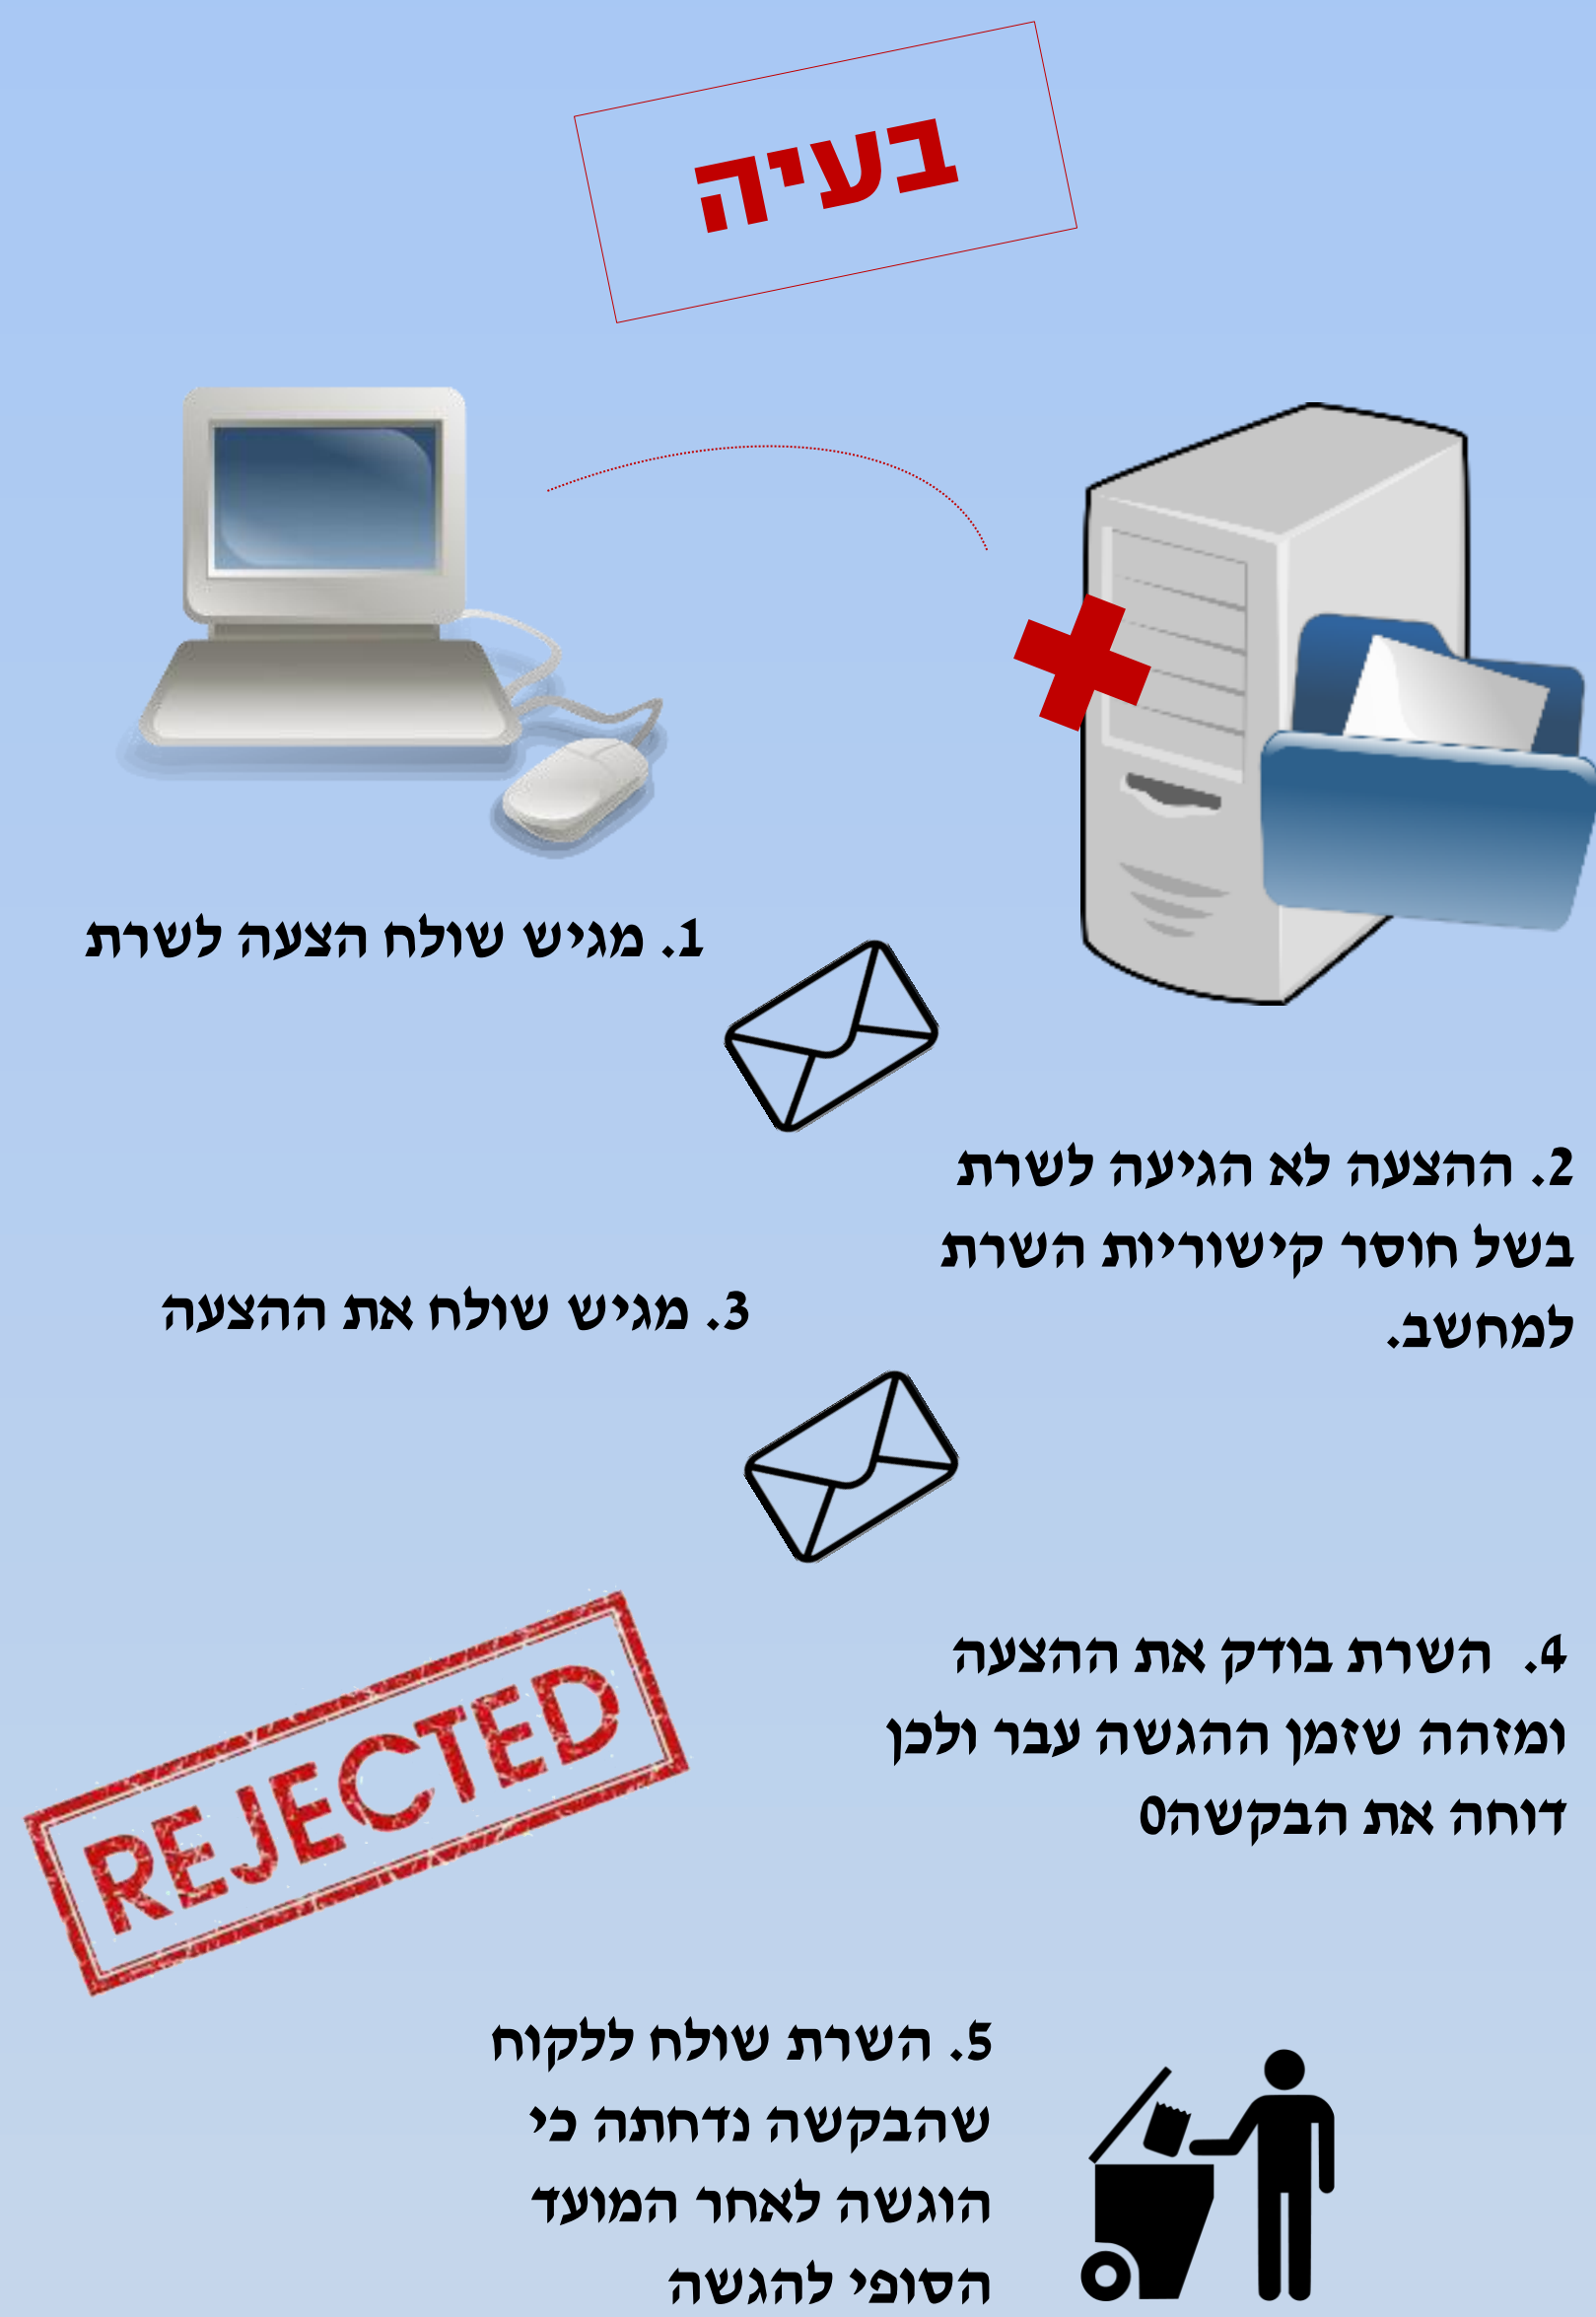 בעיה
1. מגיש שולח הצעה לשרת
2. ההצעה לא הגיעה לשרת
בשל חוסר קישוריות השרת
למחשב.
3. מגיש שולח את ההצעה
4. השרת בודק את ההצעה
ומזהה שזמן ההגשה עבר ולכן
דוחה את הבקשה0
REJECTED
5. השרת שולח ללקוח
שהבקשה נדחתה כי
הוגשה לאחר המועד
הסופי להגשה